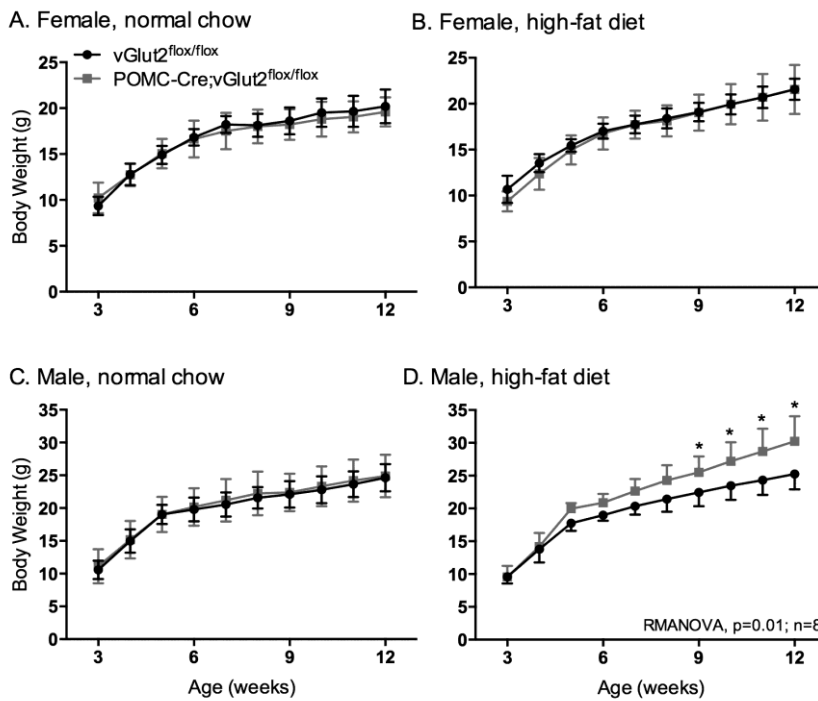 A. Female, normal chow
vGlut2flox/flox
POMC-Cre;vGlut2flox/flox
25
20
15
10
5
0
Body Weight (g)
3 6 9 12
B. Female, high-fat diet
25
20
15
10
5
0
3 6 9 12
C. Male, normal chow
35
30
25
20
15
10
5
0
Body Weight (g)
3 6 9 12
Age (weeks)
D. Male, high-fat diet
35
30
25
20
15
10
5
0
* * * *
RMANOVA, p=0.01; n=8
3 6 9 12
Age (weeks)